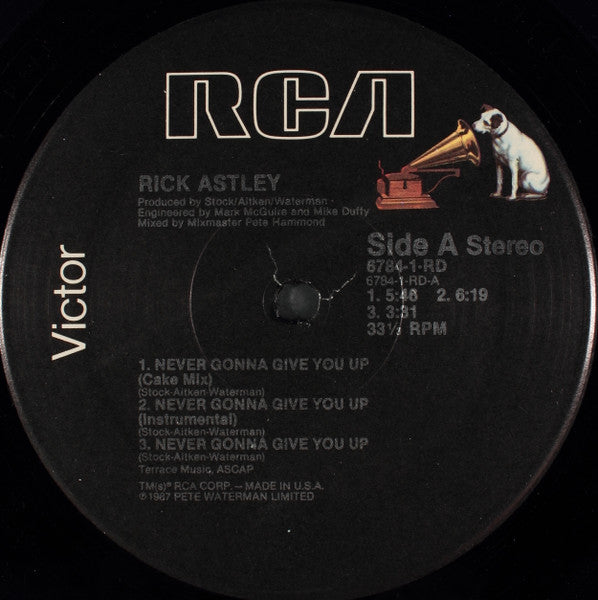 RCA
RICK ASTLEY
Produced by Stock/Aitken/Waterman
Engineered by Mark McGuire and Mike Duffy
Mixed by Mixmaster Pete Hammond
Victor
Side A Stereo
6784-1-RD
6784-1-RD-A
1. 5:46 2. 6:19
3. 3:31
33⅓ RPM
1. NEVER GONNA GIVE YOU UP
(Cake Mix)
(Stock-Aitken-Waterman)
2. NEVER GONNA GIVE YOU UP
(Instrumental)
(Stock-Aitken-Waterman)
3. NEVER GONNA GIVE YOU UP
(Stock-Aitken-Waterman)
Terrace Music, ASCAP
TM(s)® RCA CORP. — MADE IN U.S.A.
℗1987 PETE WATERMAN LIMITED